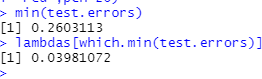 > min(test.errors)
[1] 0.2603113
> lambdas[which.min(test.errors)]
[1] 0.03981072
>